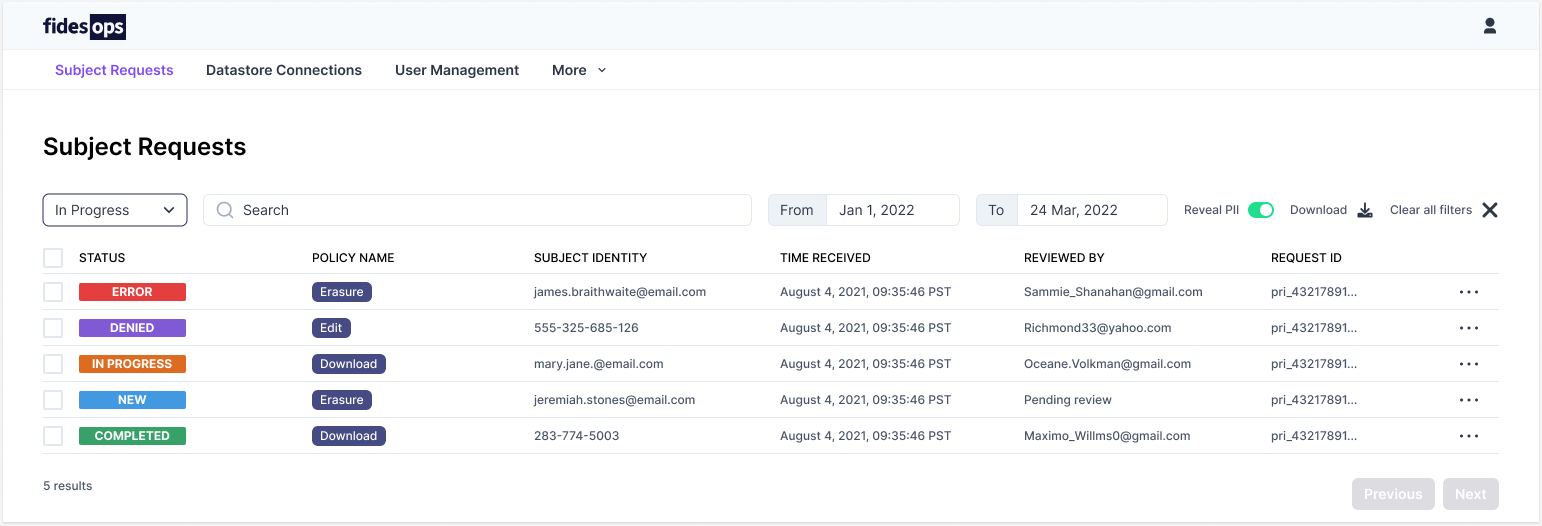 fidesops
Subject Requests Datastore Connections User Management More
Subject Requests
In Progress Search From Jan 1, 2022 To 24 Mar, 2022 Reveal PII Download Clear all filters
STATUS POLICY NAME SUBJECT IDENTITY TIME RECEIVED REVIEWED BY REQUEST ID
ERROR Erasure james.braithwaite@email.com August 4, 2021, 09:35:46 PST Sammie_Shanahan@gmail.com pri_43217891...
DENIED Edit 555-325-685-126 August 4, 2021, 09:35:46 PST Richmond33@yahoo.com pri_43217891...
IN PROGRESS Download mary.jane.@email.com August 4, 2021, 09:35:46 PST Oceane.Volkman@gmail.com pri_43217891...
NEW Erasure jeremiah.stones@email.com August 4, 2021, 09:35:46 PST Pending review pri_43217891...
COMPLETED Download 283-774-5003 August 4, 2021, 09:35:46 PST Maximo_Willms0@gmail.com pri_43217891...
5 results
Previous Next